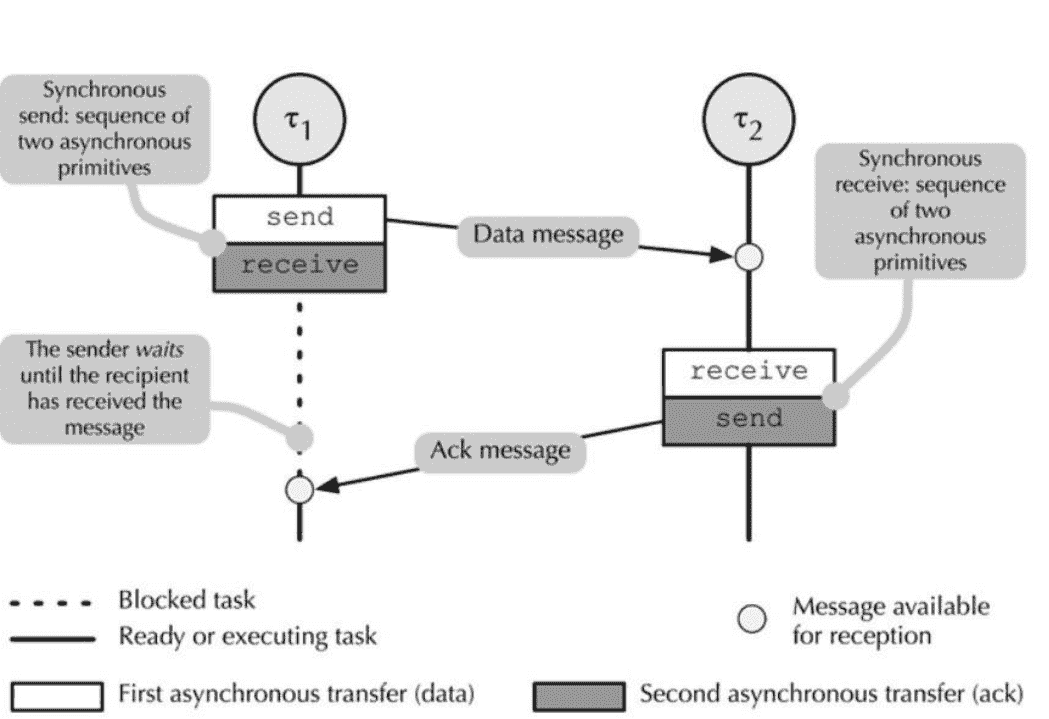 Synchronous
send: sequence of
two asynchronous
primitives
τ1
τ2
Synchronous
receive: sequence
of two
asynchronous
primitives
send
receive
Data message
The sender waits
until the recipient
has received the
message
receive
send
Ack message
Blocked task
Ready or executing task
Message available
for reception
First asynchronous transfer (data)
Second asynchronous transfer (ack)